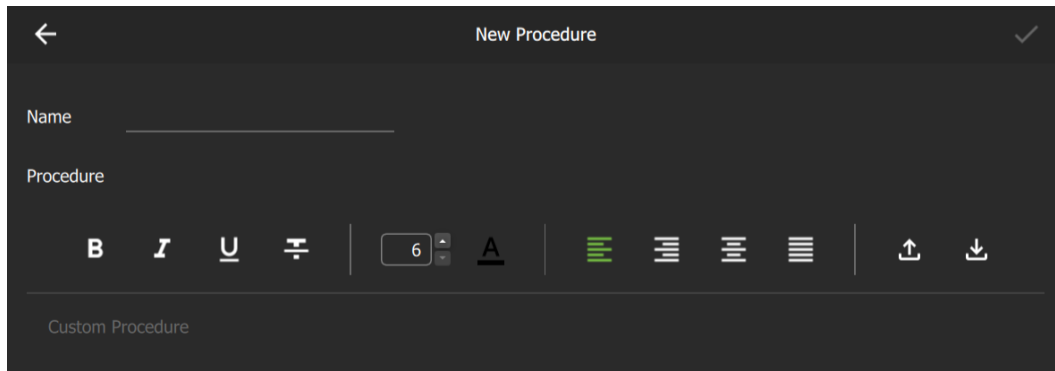 New Procedure
Name
Procedure
B I U T 6 A
Custom Procedure